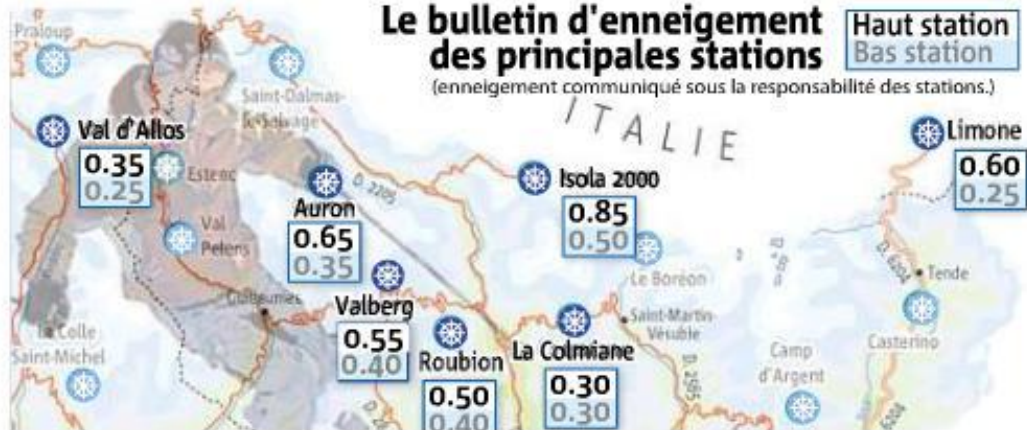 Le bulletin d'enneigement
des principales stations
(enneigement communiqué sous la responsabilité des stations.)
Haut station
Bas station
Praloup
Saint-Dalmas-
le-Selvage
ITALIE
Val d'Allos
0.35
0.25
Estenc
Limone
0.60
0.25
Auron
0.65
0.35
D. 2205
Isola 2000
0.85
0.50
Val
Pelens
Le Boréon
D. 6204
Tende
Guillaumes
Valberg
0.55
0.40
Roubion
0.50
0.40
La Colmiane
0.30
0.30
Saint-Martin-
Vésubie
La Colle
Saint-Michel
Camp
d'Argent
Casterino